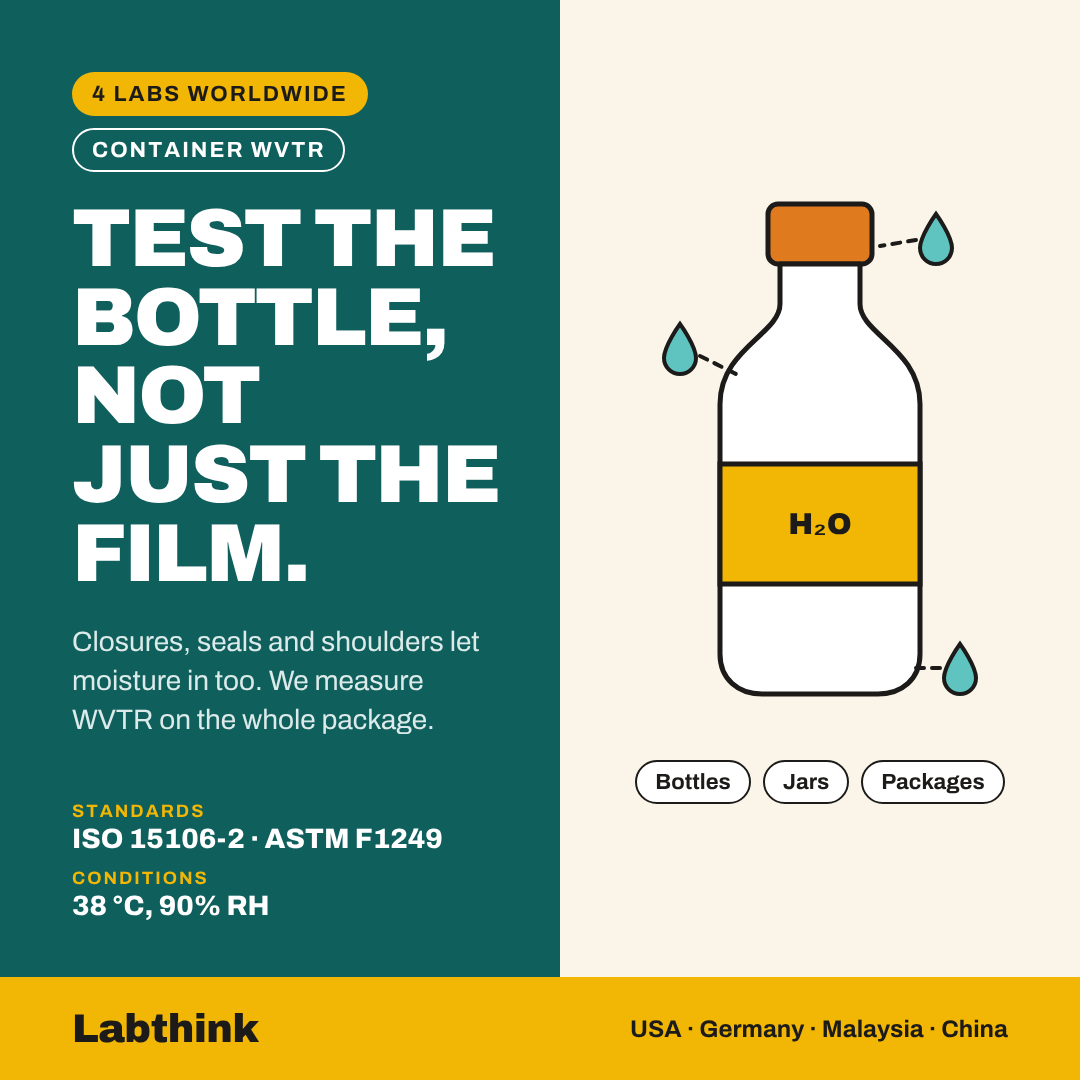 4 LABS WORLDWIDE
CONTAINER WVTR
TEST THE
BOTTLE,
NOT
JUST THE
FILM.
Closures, seals and shoulders let
moisture in too. We measure
WVTR on the whole package.
STANDARDS
ISO 15106-2 · ASTM F1249
CONDITIONS
38 °C, 90% RH
H₂O
Bottles
Jars
Packages
Labthink
USA · Germany · Malaysia · China